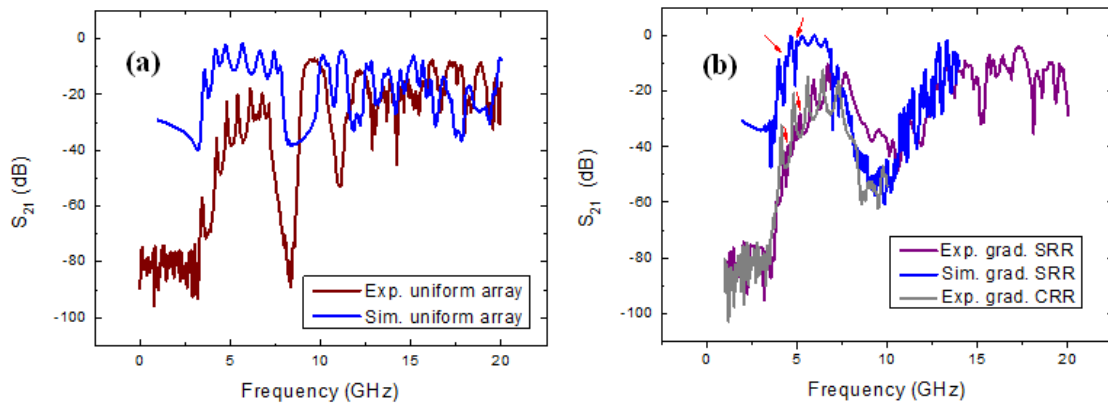 (a)
S21 (dB)
0
-20
-40
-60
-80
-100
0 5 10 15 20
Frequency (GHz)
Exp. uniform array
Sim. uniform array
(b)
S21 (dB)
0
-20
-40
-60
-80
-100
0 5 10 15 20
Frequency (GHz)
Exp. grad. SRR
Sim. grad. SRR
Exp. grad. CRR